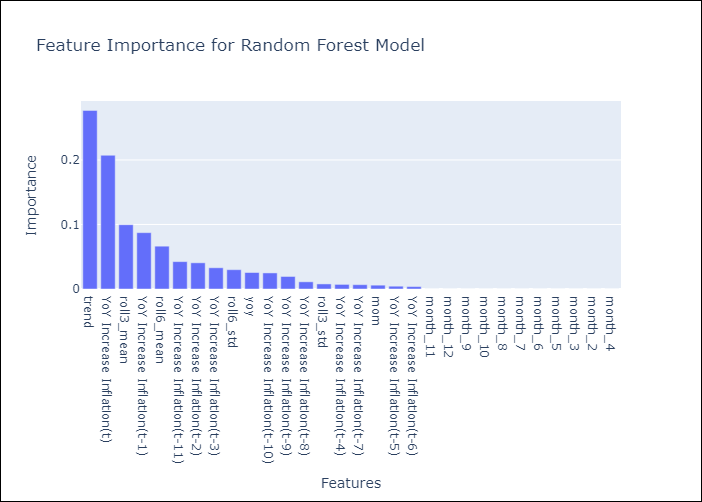 Feature Importance for Random Forest Model
Importance
0.2
0.1
0
trend
YoY Increase Inflation(t)
roll3_mean
YoY Increase Inflation(t-1)
roll6_mean
YoY Increase Inflation(t-11)
YoY Increase Inflation(t-2)
YoY Increase Inflation(t-3)
roll6_std
yoy
YoY Increase Inflation(t-10)
YoY Increase Inflation(t-9)
YoY Increase Inflation(t-8)
roll3_std
YoY Increase Inflation(t-4)
YoY Increase Inflation(t-7)
mom
YoY Increase Inflation(t-5)
YoY Increase Inflation(t-6)
month_11
month_12
month_9
month_10
month_8
month_7
month_6
month_5
month_3
month_2
month_4
Features